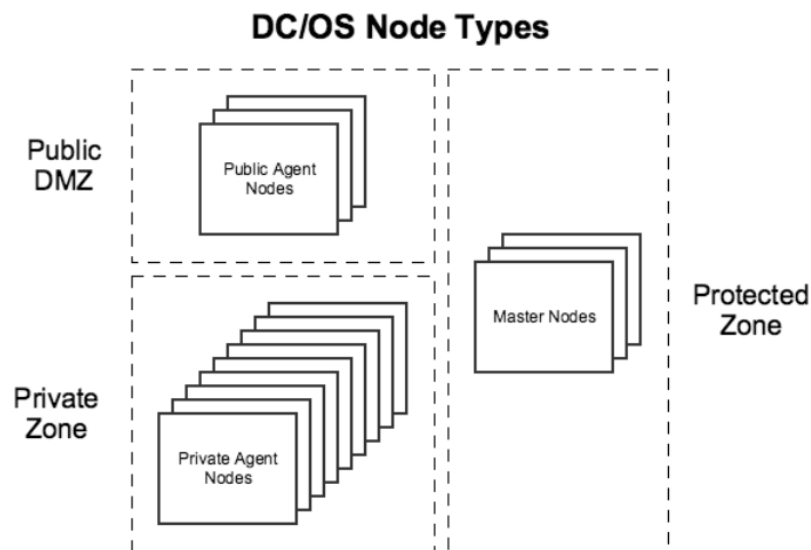 DC/OS Node Types
Public
DMZ
Public Agent
Nodes
Master Nodes
Protected
Zone
Private
Zone
Private Agent
Nodes